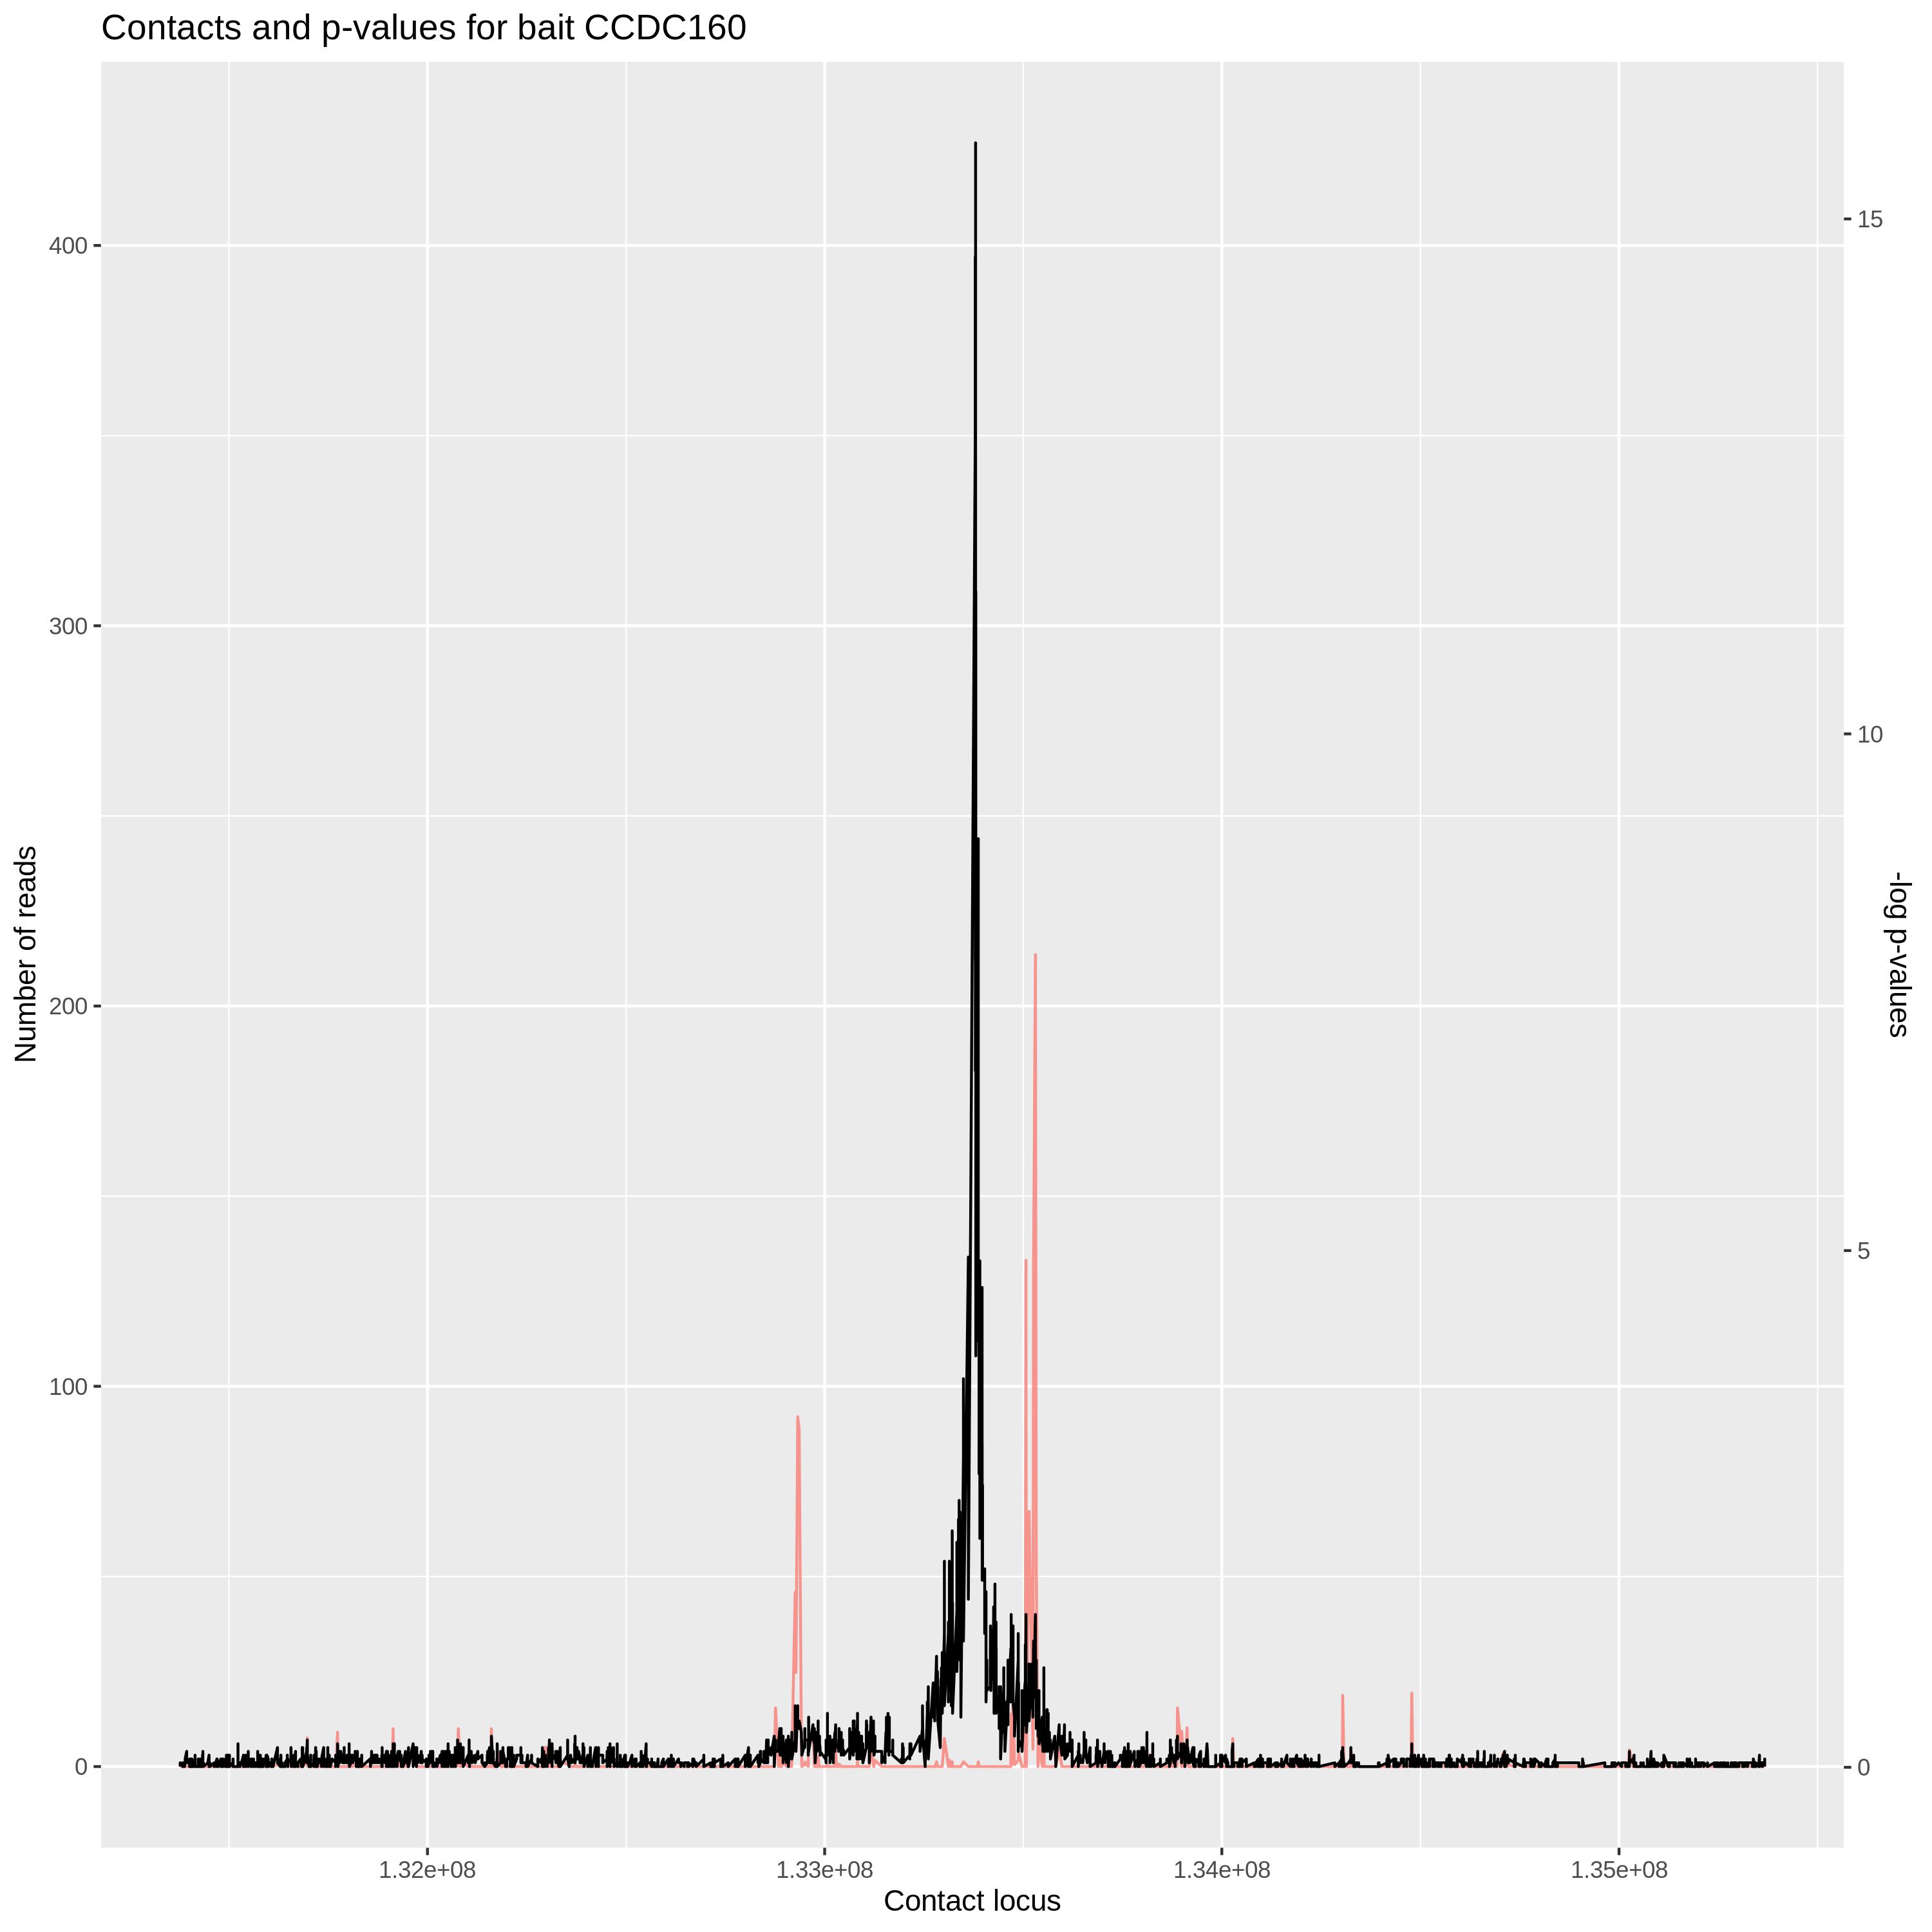 Contacts and p-values for bait CCDC160
400
300
200
100
0
15
10
5
0
Number of reads
-log p-values
1.32e+08 1.33e+08 1.34e+08 1.35e+08
Contact locus